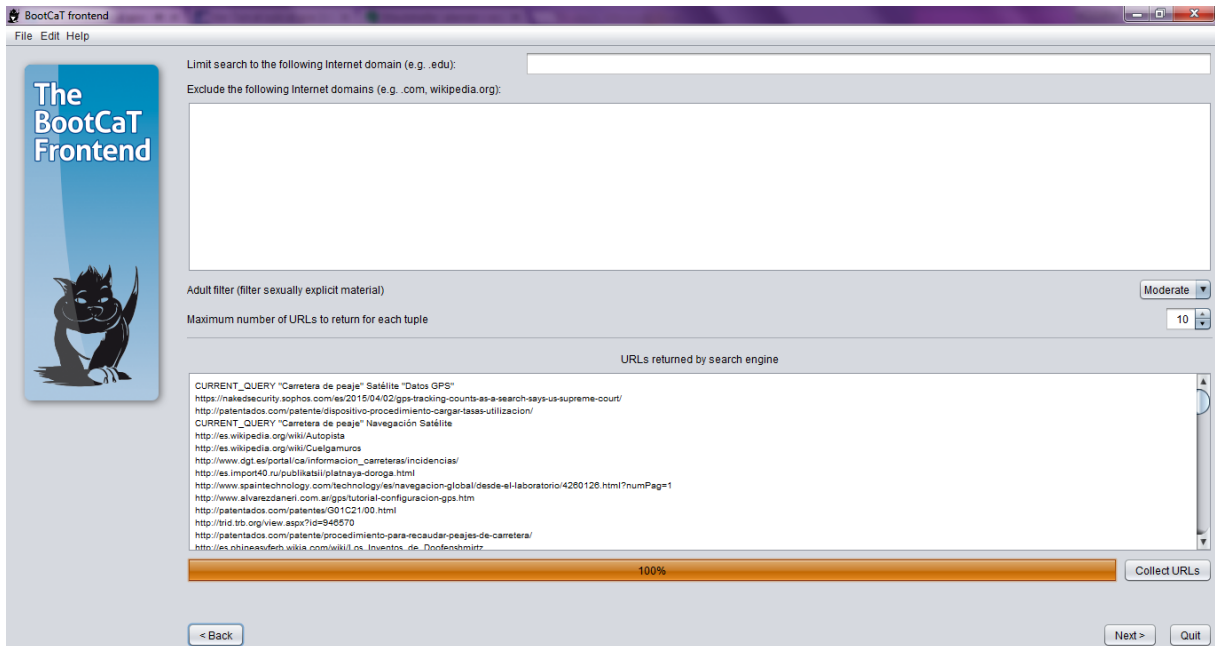 BootCaT frontend
File Edit Help
The
BootCaT
Frontend
Limit search to the following Internet domain (e.g. .edu):
Exclude the following Internet domains (e.g. .com, wikipedia.org):
Adult filter (filter sexually explicit material)
Moderate
Maximum number of URLs to return for each tuple
10
URLs returned by search engine
CURRENT_QUERY "Carretera de peaje" Satélite "Datos GPS"
https://nakedsecurity.sophos.com/es/2015/04/02/gps-tracking-counts-as-a-search-says-us-supreme-court/
http://patentados.com/patente/dispositivo-procedimiento-cargar-tasas-utilizacion/
CURRENT_QUERY "Carretera de peaje" Navegación Satélite
http://es.wikipedia.org/wiki/Autopista
http://es.wikipedia.org/wiki/Cuelgamuros
http://www.dgt.es/portal/ca/informacion_carreteras/incidencias/
http://es.import40.ru/publikatsii/platnaya-doroga.html
http://www.spaintechnology.com/technology/es/navegacion-global/desde-el-laboratorio/4260126.html?numPag=1
http://www.alvarezdaneri.com.ar/gps/tutorial-configuracion-gps.htm
http://patentados.com/patentes/G01C21/00.html
http://trid.trb.org/view.aspx?id=946570
http://patentados.com/patente/procedimiento-para-recaudar-peajes-de-carretera/
http://es.phineasyferb.wikia.com/wiki/Los_Inventos_de_Doofenshmirtz
100%
Collect URLs
< Back
Next >
Quit